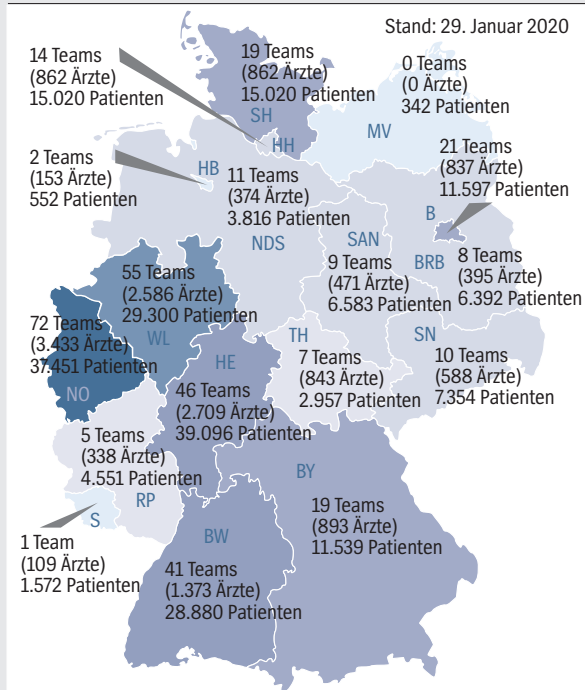 Stand: 29. Januar 2020
14 Teams
(862 Ärzte)
15.020 Patienten
19 Teams
(862 Ärzte)
15.020 Patienten
SH
HH
0 Teams
(0 Ärzte)
342 Patienten
MV
2 Teams
(153 Ärzte)
552 Patienten
HB
11 Teams
(374 Ärzte)
3.816 Patienten
NDS
21 Teams
(837 Ärzte)
11.597 Patienten
B
SAN
9 Teams
(471 Ärzte)
6.583 Patienten
BRB
8 Teams
(395 Ärzte)
6.392 Patienten
55 Teams
(2.586 Ärzte)
29.300 Patienten
WL
72 Teams
(3.433 Ärzte)
37.451 Patienten
NO
HE
46 Teams
(2.709 Ärzte)
39.096 Patienten
TH
7 Teams
(843 Ärzte)
2.957 Patienten
SN
10 Teams
(588 Ärzte)
7.354 Patienten
5 Teams
(338 Ärzte)
4.551 Patienten
RP
S
1 Team
(109 Ärzte)
1.572 Patienten
BW
41 Teams
(1.373 Ärzte)
28.880 Patienten
BY
19 Teams
(893 Ärzte)
11.539 Patienten